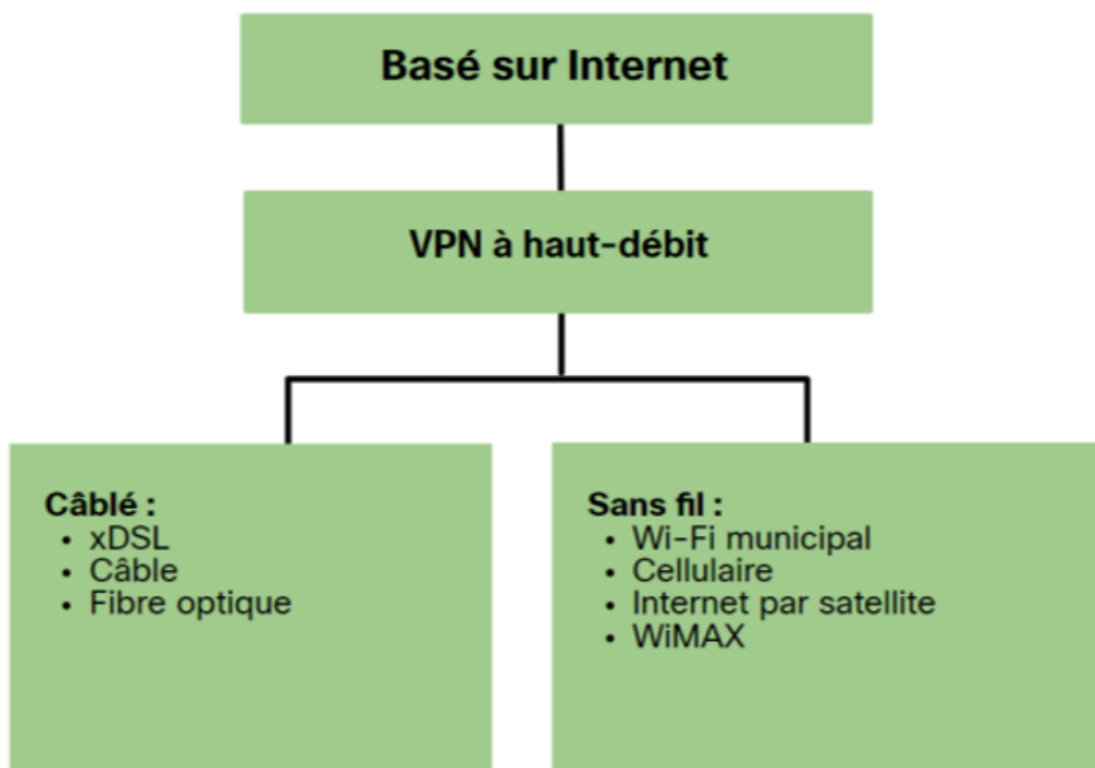 Basé sur Internet
VPN à haut-débit
Câblé :
• xDSL
• Câble
• Fibre optique
Sans fil :
• Wi-Fi municipal
• Cellulaire
• Internet par satellite
• WiMAX